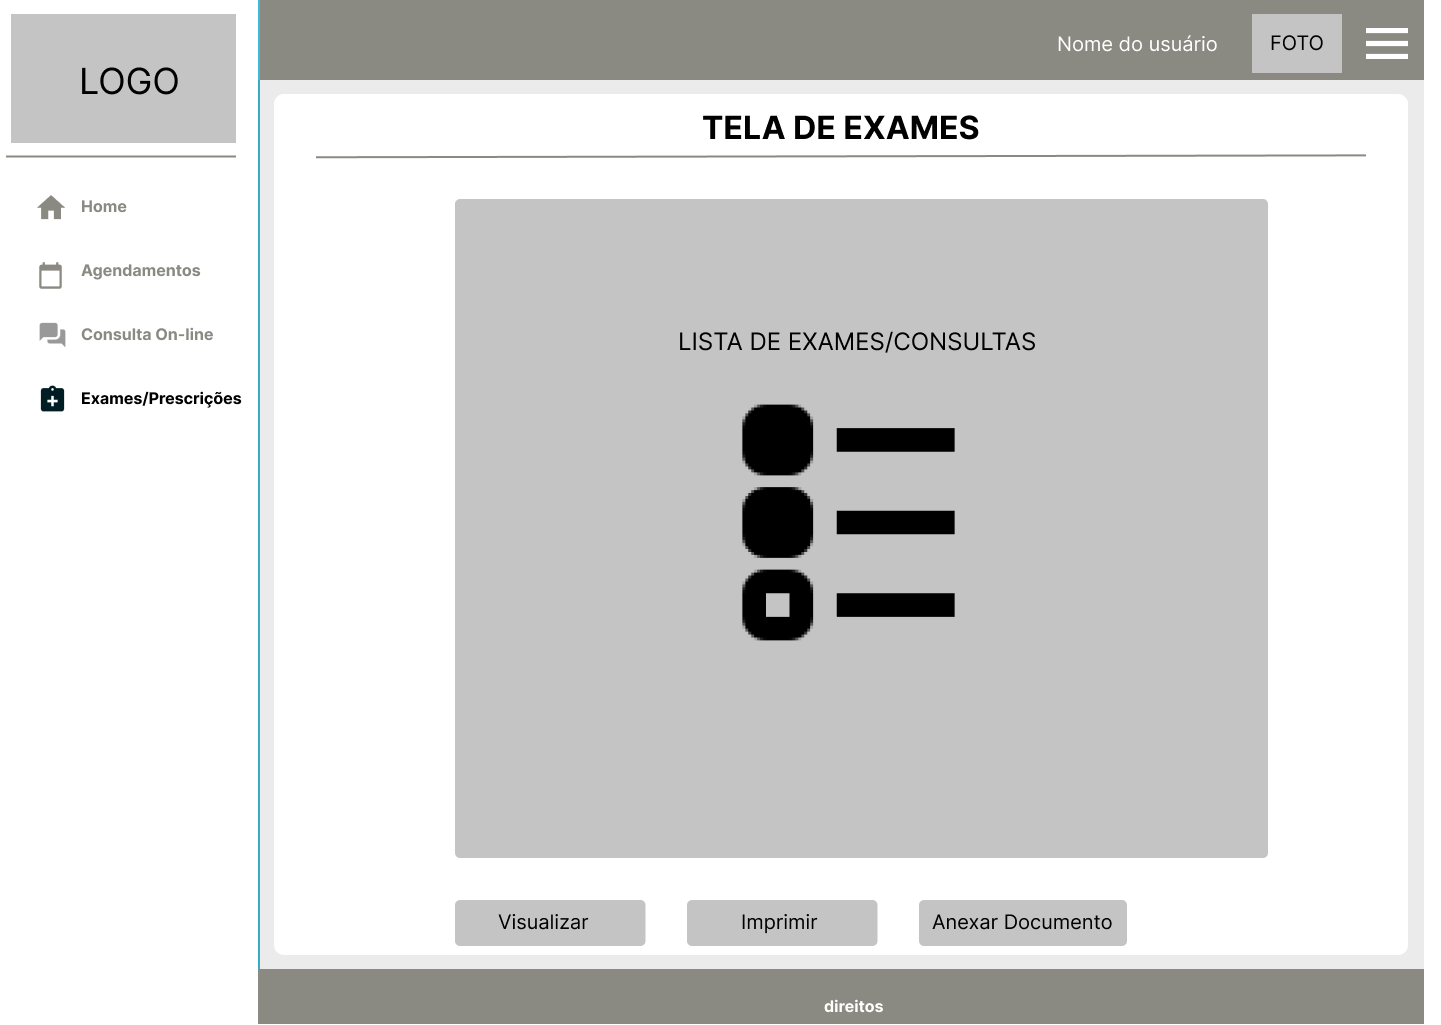 LOGO
Nome do usuário
FOTO
TELA DE EXAMES
Home
Agendamentos
Consulta On-line
Exames/Prescrições
LISTA DE EXAMES/CONSULTAS
Visualizar
Imprimir
Anexar Documento
direitos